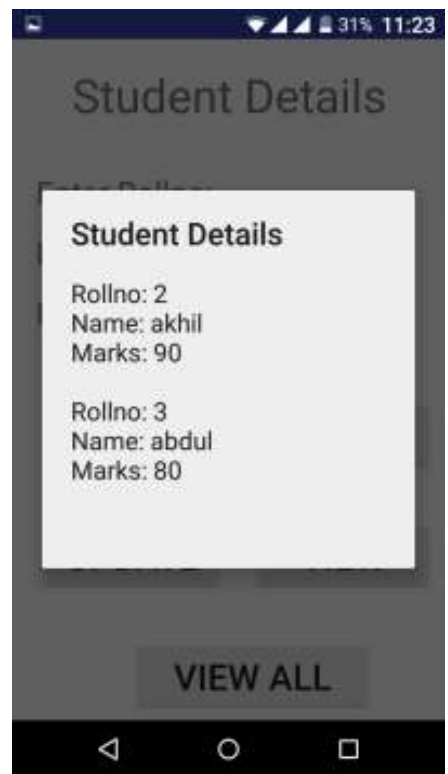 31% 11:23
Student Details
Student Details
Rollno: 2
Name: akhil
Marks: 90
Rollno: 3
Name: abdul
Marks: 80
VIEW ALL